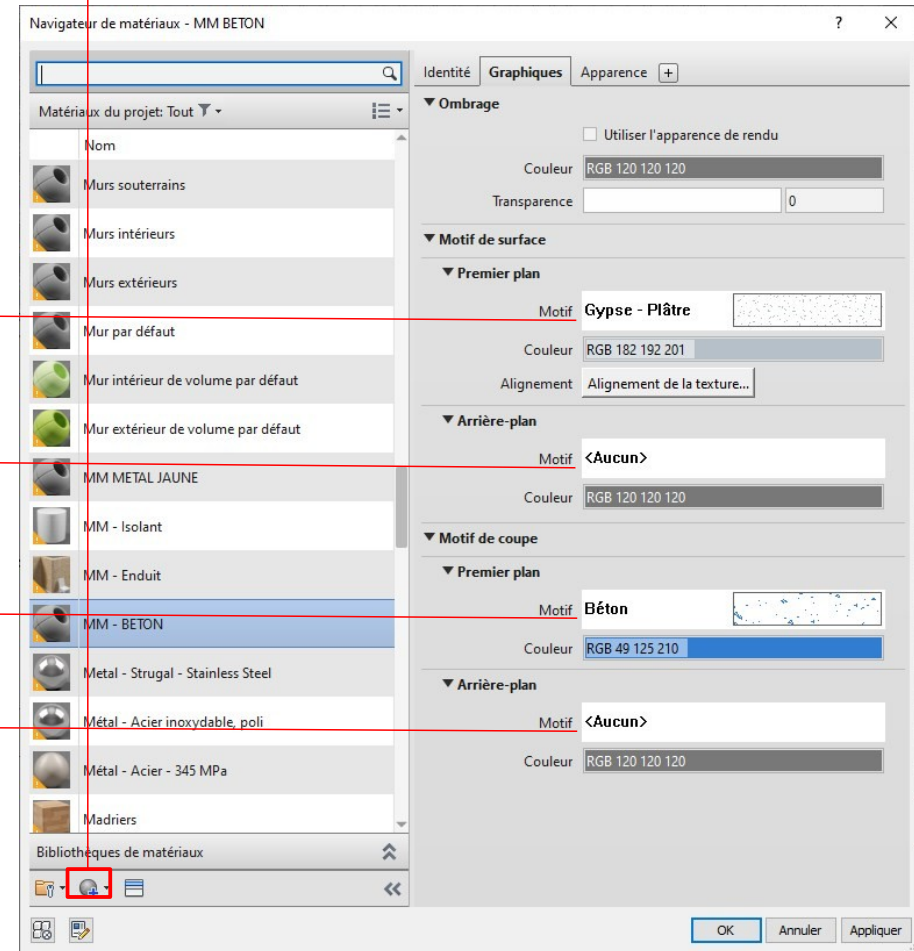 Navigateur de matériaux - MM BETON
?
Identité Graphiques Apparence +
Matériaux du projet: Tout
Nom
Murs souterrains
Murs intérieurs
Murs extérieurs
Mur par défaut
Mur intérieur de volume par défaut
Mur extérieur de volume par défaut
MM METAL JAUNE
MM - Isolant
MM - Enduit
MM - BETON
Metal - Strugal - Stainless Steel
Métal - Acier inoxydable, poli
Métal - Acier - 345 MPa
Madriers
Bibliothèques de matériaux
Ombrage
Utiliser l'apparence de rendu
Couleur RGB 120 120 120
Transparence 0
Motif de surface
Premier plan
Motif Gypse - Plâtre
Couleur RGB 182 192 201
Alignement Alignement de la texture...
Arrière-plan
Motif <Aucun>
Couleur RGB 120 120 120
Motif de coupe
Premier plan
Motif Béton
Couleur RGB 49 125 210
Arrière-plan
Motif <Aucun>
Couleur RGB 120 120 120
OK Annuler Appliquer